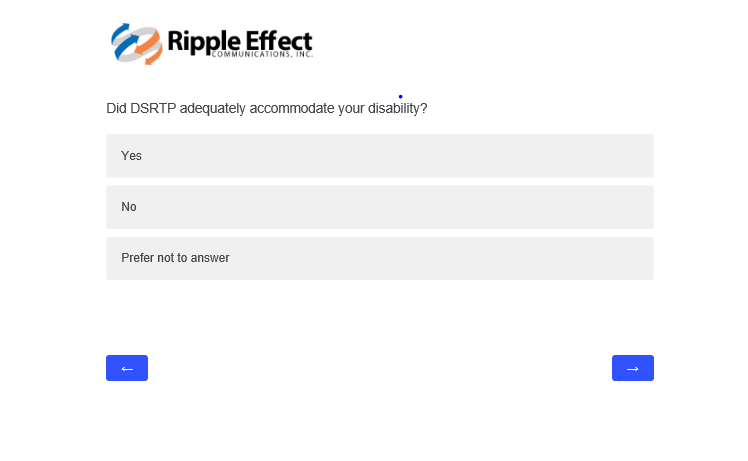 Ripple Effect
COMMUNICATIONS, INC.
Did DSRTP adequately accommodate your disability?
Yes
No
Prefer not to answer
← →